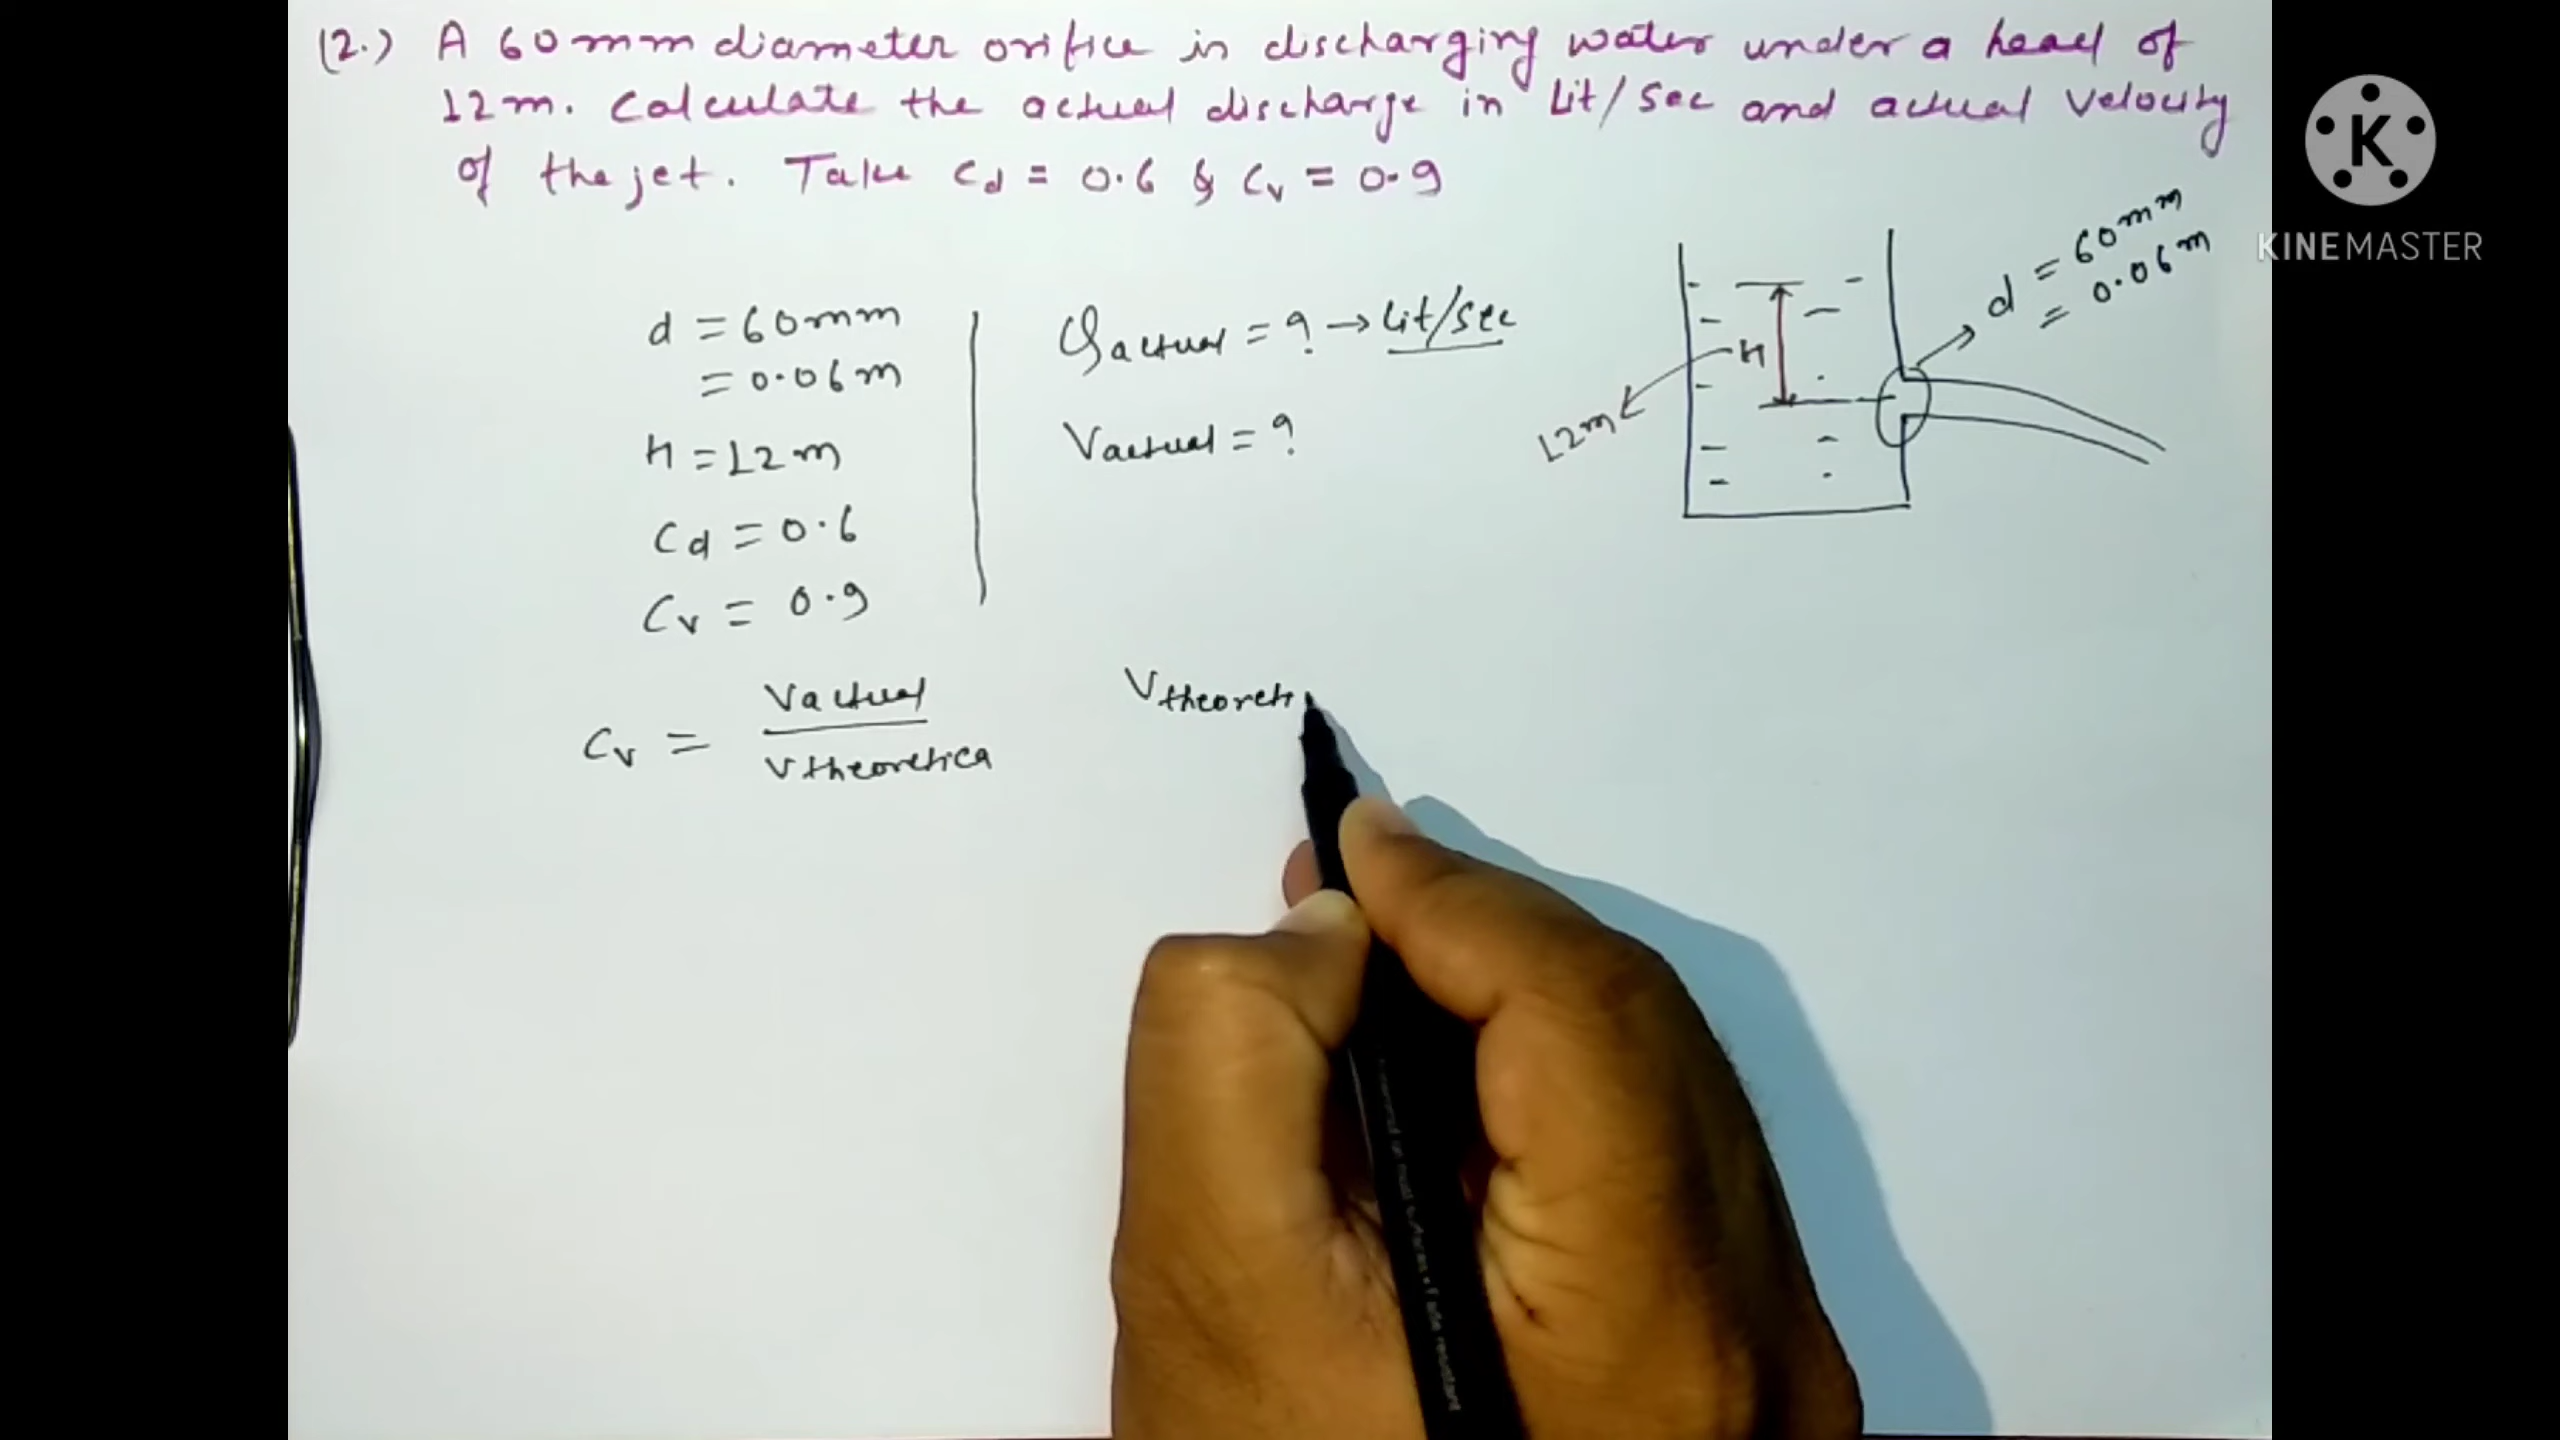 (2.) A 60mm diameter orifice is discharging water under a head of
12m. Calculate the actual discharge in Lit/Sec and actual velocity
of the jet. Take Cd = 0.6 & Cv = 0.9
K
KINEMASTER
d = 60mm
= 0.06m
H = 12m
Cd = 0.6
Cv = 0.9
Qactual = ? → Lit/Sec
Vactual = ?
H
12m
d = 60mm
= 0.06m
Cv = Vactual
Vtheoretica
Vtheoreti